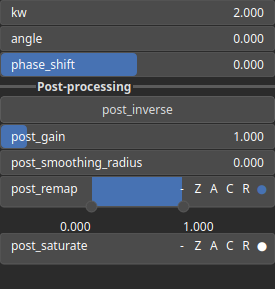 kw 2.000
angle 0.000
phase_shift 0.000
Post-processing
post_inverse
post_gain 1.000
post_smoothing_radius 0.000
post_remap - Z A C R
0.000 1.000
post_saturate - Z A C R